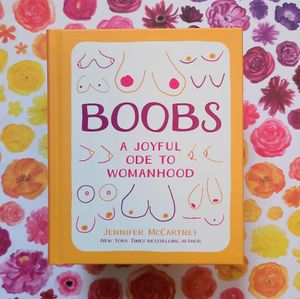 BOOBS
A JOYFUL
ODE TO
WOMANHOOD
JENNIFER McCARTNEY
NEW YORK TIMES BESTSELLING AUTHOR